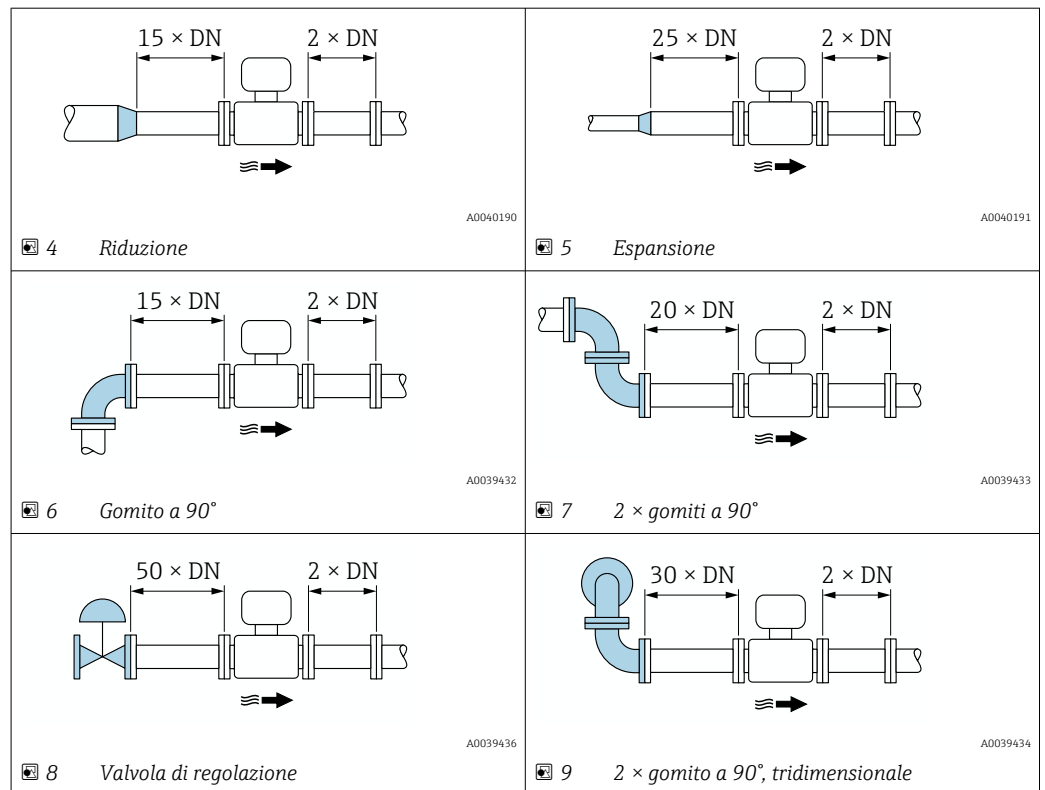 15 × DN 2 × DN
A0040190
4 Riduzione
25 × DN 2 × DN
A0040191
5 Espansione
15 × DN 2 × DN
A0039432
6 Gomito a 90°
20 × DN 2 × DN
A0039433
7 2 × gomiti a 90°
50 × DN 2 × DN
A0039436
8 Valvola di regolazione
30 × DN 2 × DN
A0039434
9 2 × gomito a 90°, tridimensionale